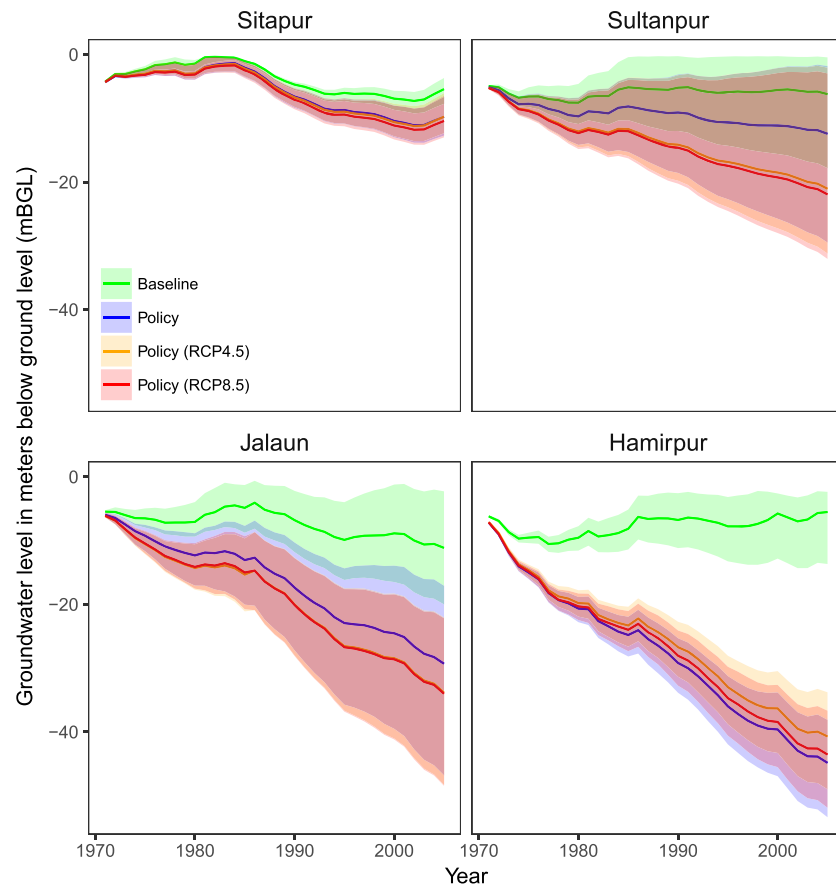 Sitapur
Sultanpur
0
−20
−40
Baseline
Policy
Policy (RCP4.5)
Policy (RCP8.5)
Groundwater level in meters below ground level (mBGL)
Jalaun
Hamirpur
0
−20
−40
1970
1980
1990
2000
1970
1980
1990
2000
Year